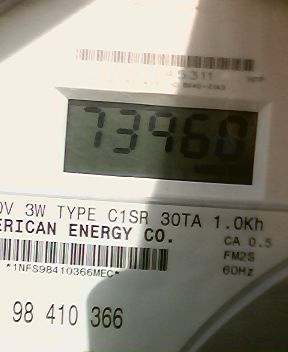 73960
0V 3W TYPE C1SR 30TA 1.0Kh
ERICAN ENERGY CO.
CA 0.5
FM2S
*1NFS98410366MEC*
60Hz
98 410 366